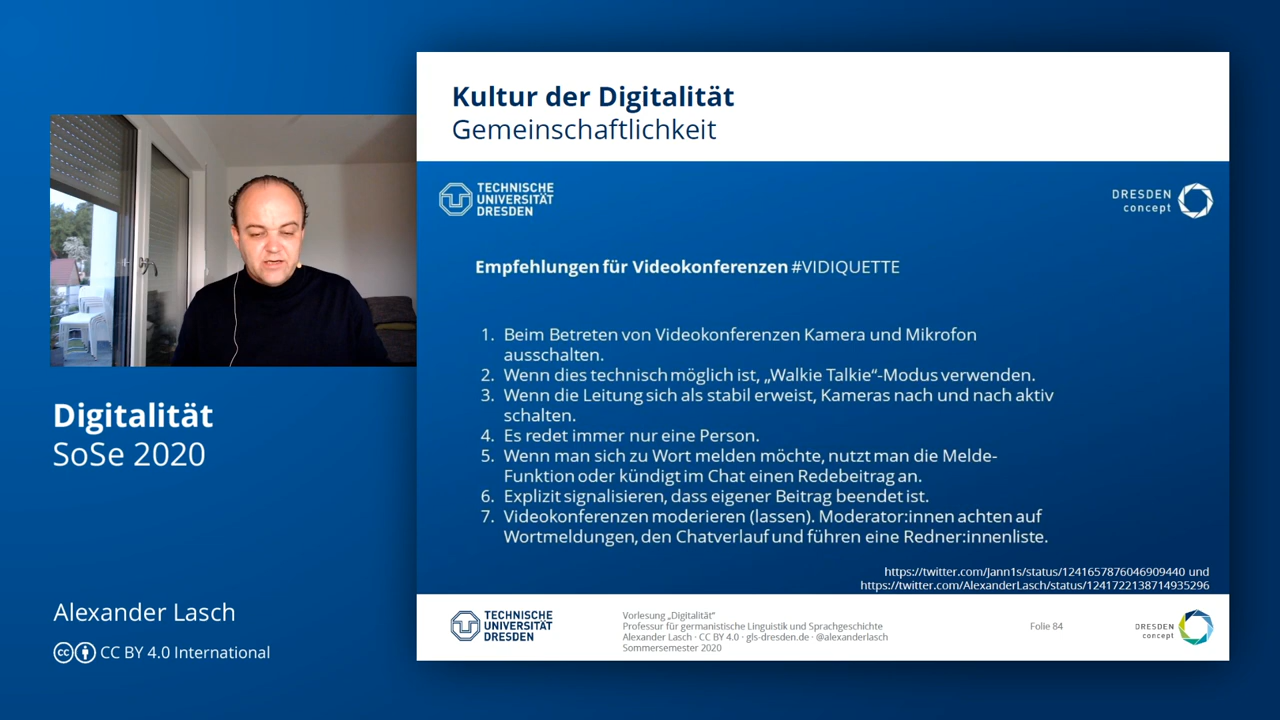 Kultur der Digitalität
Gemeinschaftlichkeit
TECHNISCHE
UNIVERSITÄT
DRESDEN
DRESDEN
concept
Empfehlungen für Videokonferenzen #VIDIQUETTE
1. Beim Betreten von Videokonferenzen Kamera und Mikrofon
ausschalten.
2. Wenn dies technisch möglich ist, „Walkie Talkie“-Modus verwenden.
3. Wenn die Leitung sich als stabil erweist, Kameras nach und nach aktiv
schalten.
4. Es redet immer nur eine Person.
5. Wenn man sich zu Wort melden möchte, nutzt man die Melde-
Funktion oder kündigt im Chat einen Redebeitrag an.
6. Explizit signalisieren, dass eigener Beitrag beendet ist.
7. Videokonferenzen moderieren (lassen). Moderator:innen achten auf
Wortmeldungen, den Chatverlauf und führen eine Redner:innenliste.
https://twitter.com/Jann1s/status/1241657876046909440 und
https://twitter.com/AlexanderLasch/status/1241722138714935296
TECHNISCHE
UNIVERSITÄT
DRESDEN
Vorlesung „Digitalität“
Professur für germanistische Linguistik und Sprachgeschichte
Alexander Lasch · CC BY 4.0 · gls-dresden.de · @alexanderlasch
Sommersemester 2020
Folie 84
DRESDEN
concept
Digitalität
SoSe 2020
Alexander Lasch
cc CC BY 4.0 International